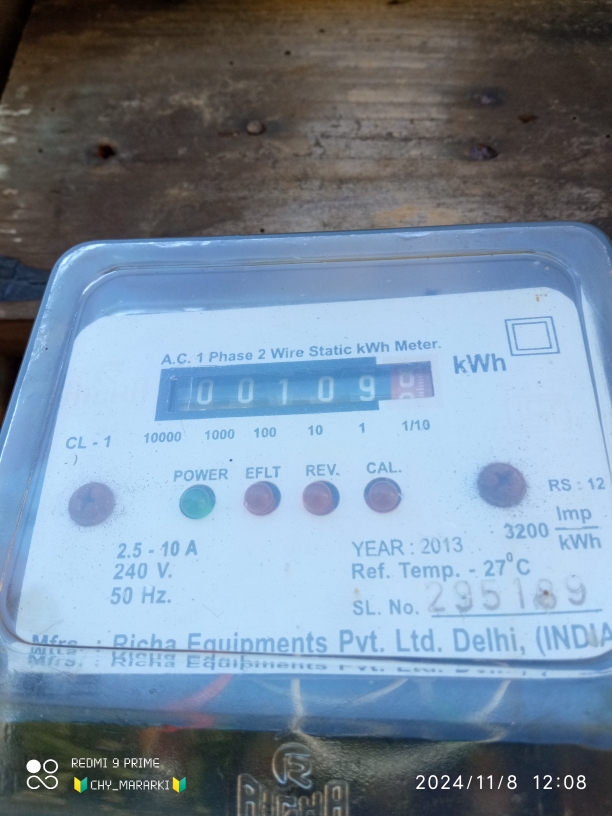 A.C. 1 Phase 2 Wire Static kWh Meter.
00109 kWh
CL - 1 10000 1000 100 10 1 1/10
POWER EFLT REV. CAL.
RS : 12
3200 Imp/kWh
2.5 - 10 A
240 V.
50 Hz.
YEAR : 2013
Ref. Temp. - 27°C
SL. No. 295189
Mfrs. : Richa Equipments Pvt. Ltd. Delhi, (INDIA
RICHA
REDMI 9 PRIME
CHY_MARARKI
2024/11/8 12:08